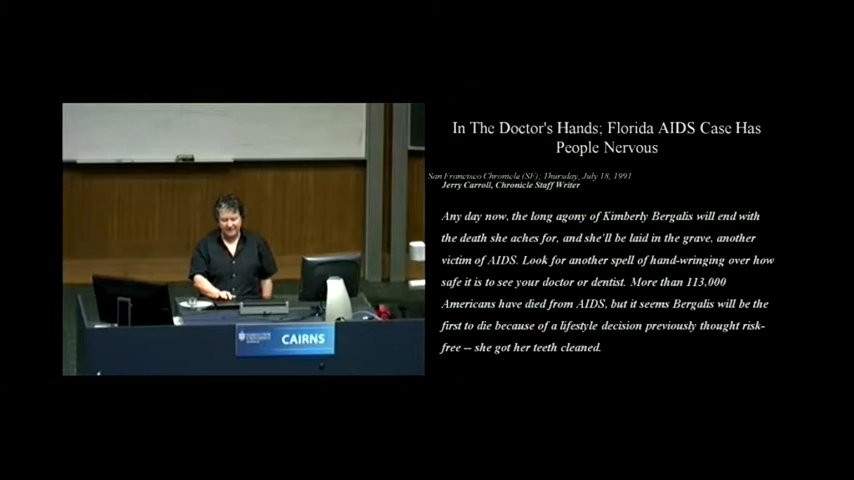 In The Doctor's Hands; Florida AIDS Case Has
People Nervous
San Francisco Chronicle (SF); Thursday, July 18, 1991
Jerry Carroll, Chronicle Staff Writer
Any day now, the long agony of Kimberly Bergalis will end with
the death she aches for, and she'll be laid in the grave, another
victim of AIDS. Look for another spell of hand-wringing over how
safe it is to see your doctor or dentist. More than 113,000
Americans have died from AIDS, but it seems Bergalis will be the
first to die because of a lifestyle decision previously thought risk-
free -- she got her teeth cleaned.
CAIRNS